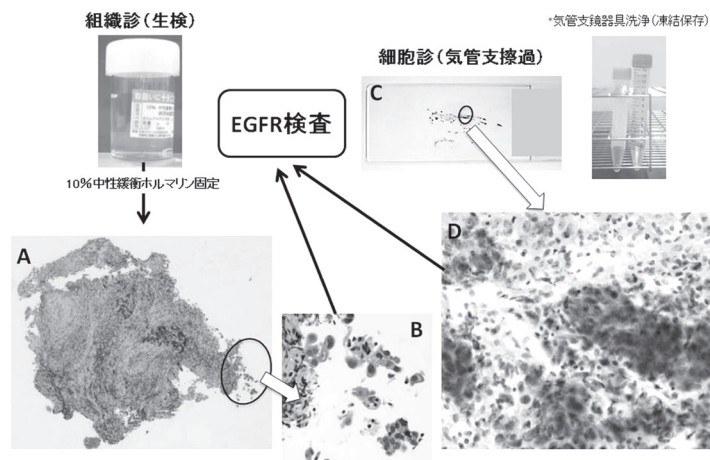 組織診(生検)
*気管支鏡器具洗浄(凍結保存)
細胞診(気管支擦過)
C
EGFR検査
10%中性緩衝ホルマリン固定
A
D
B